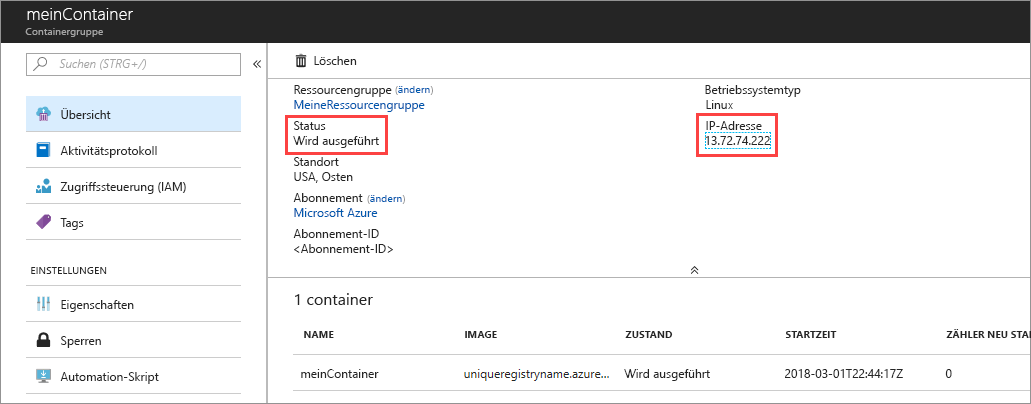 meinContainer
Containergruppe
Suchen (STRG+/)
«
Übersicht
Aktivitätsprotokoll
Zugriffssteuerung (IAM)
Tags
EINSTELLUNGEN
Eigenschaften
Sperren
Automation-Skript
Löschen
Ressourcengruppe (ändern)
MeineRessourcengruppe
Status
Wird ausgeführt
Standort
USA, Osten
Abonnement (ändern)
Microsoft Azure
Abonnement-ID
<Abonnement-ID>
Betriebssystemtyp
Linux
IP-Adresse
13.72.74.222
1 container
NAME IMAGE ZUSTAND STARTZEIT ZÄHLER NEU STA
meinContainer uniqueregistryname.azure... Wird ausgeführt 2018-03-01T22:44:17Z 0